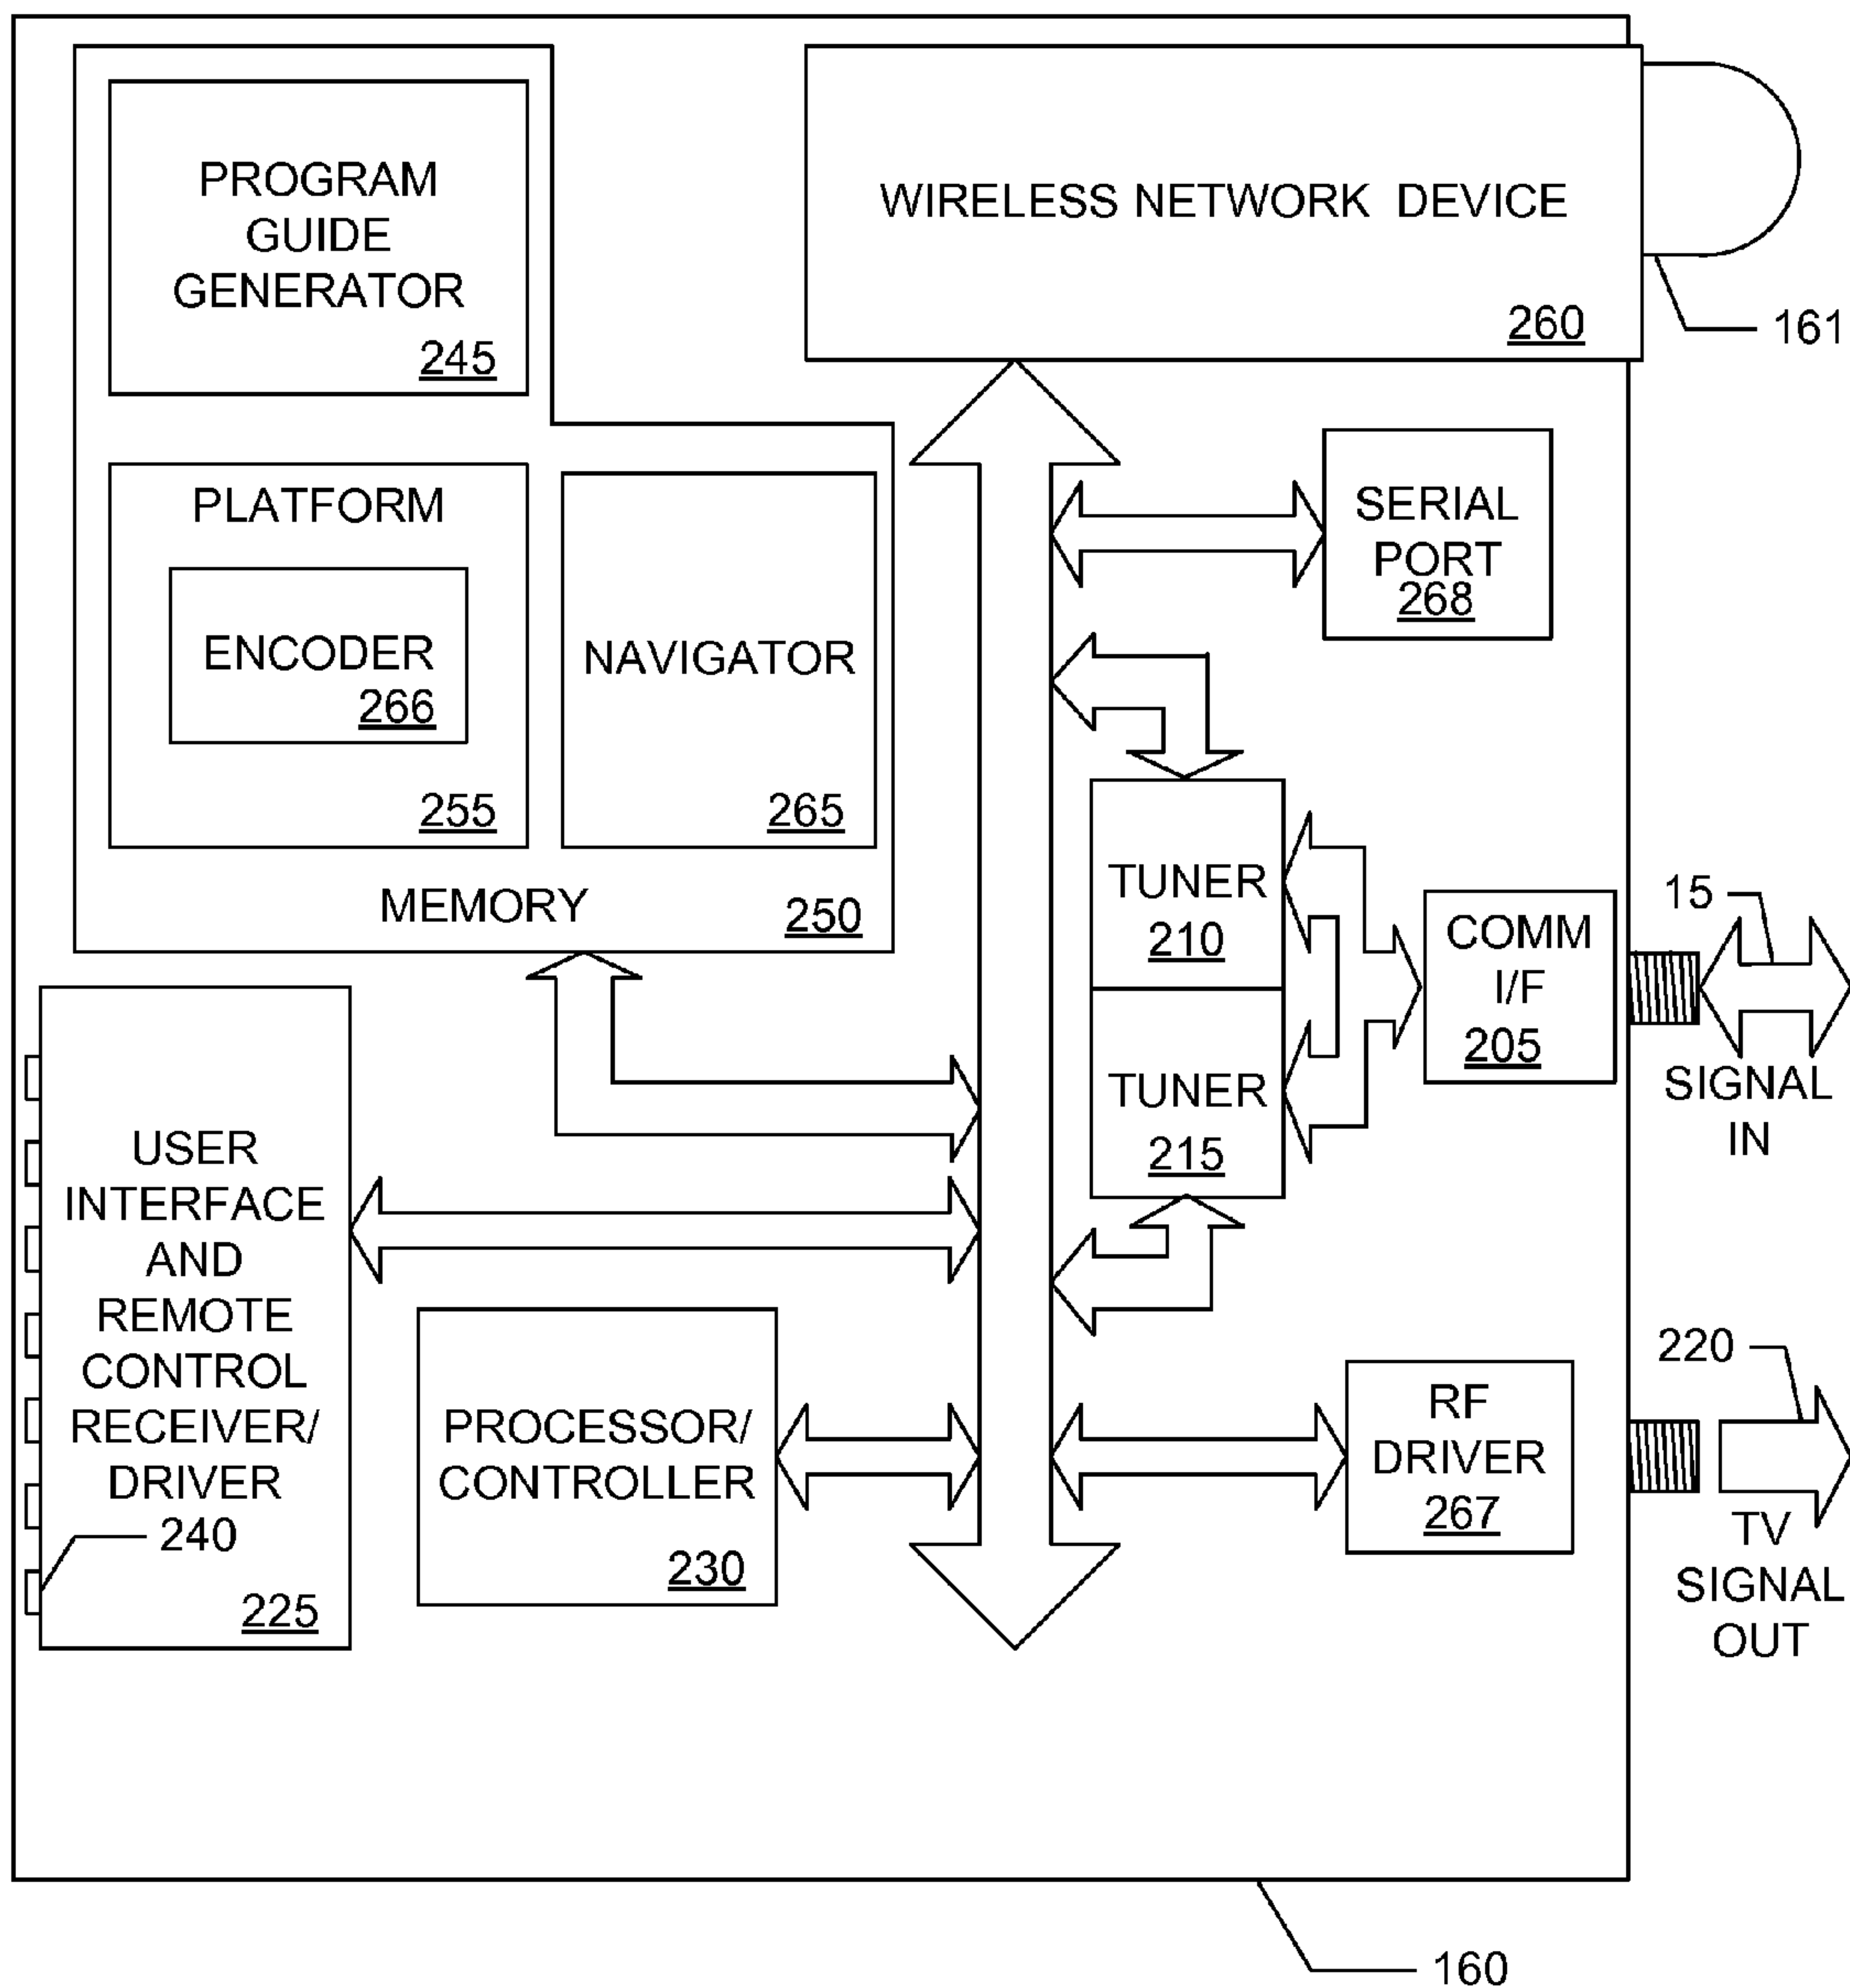 PROGRAM
GUIDE
GENERATOR
245
WIRELESS NETWORK DEVICE
260
161
PLATFORM
ENCODER
266
255
NAVIGATOR
265
MEMORY
250
SERIAL
PORT
268
TUNER
210
TUNER
215
COMM
I/F
205
15
SIGNAL
IN
USER
INTERFACE
AND
REMOTE
CONTROL
RECEIVER/
DRIVER
240
225
PROCESSOR/
CONTROLLER
230
RF
DRIVER
267
220
TV
SIGNAL
OUT
160